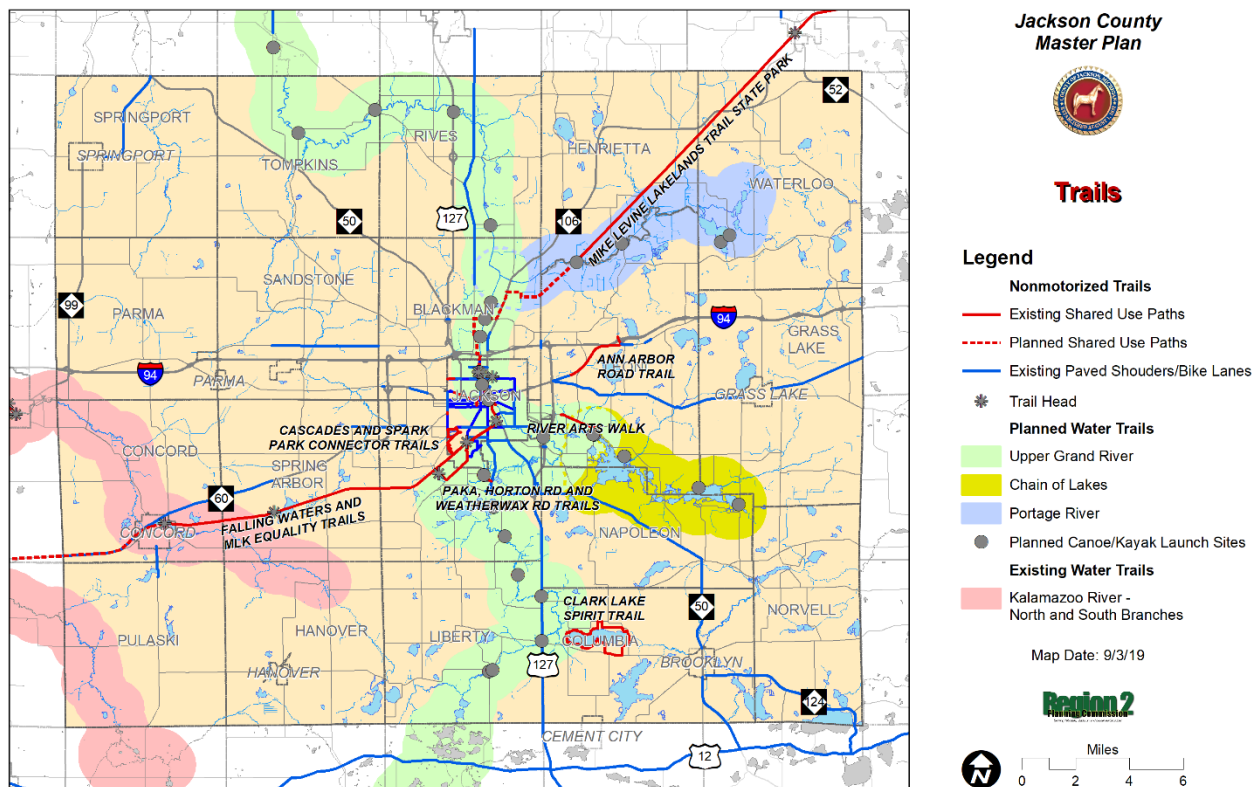 Jackson County
Master Plan
Trails
Legend
Nonmotorized Trails
Existing Shared Use Paths
Planned Shared Use Paths
Existing Paved Shouders/Bike Lanes
Trail Head
Planned Water Trails
Upper Grand River
Chain of Lakes
Portage River
Planned Canoe/Kayak Launch Sites
Existing Water Trails
Kalamazoo River -
North and South Branches
Map Date: 9/3/19
Region 2
Planning Commission
Miles
0 2 4 6
N
52
SPRINGPORT
SPRINGPORT
RIVES
TOMPKINS
HENRIETTA
WATERLOO
MIKE LEVINE LAKELANDS TRAIL STATE PARK
50
127
106
SANDSTONE
99
PARMA
BLACKMAN
94
GRASS
LAKE
ANN ARBOR
ROAD TRAIL
LEONI
94
PARMA
JACKSON
GRASS LAKE
CASCADES AND SPARK
PARK CONNECTOR TRAILS
RIVER ARTS WALK
CONCORD
SPRING
ARBOR
60
PAKA, HORTON RD AND
WEATHERWAX RD TRAILS
FALLING WATERS AND
MLK EQUALITY TRAILS
CONCORD
NAPOLEON
CLARK LAKE
SPIRIT TRAIL
50
NORVELL
PULASKI
HANOVER
LIBERTY
COLUMBIA
HANOVER
127
BROOKLYN
124
CEMENT CITY
12